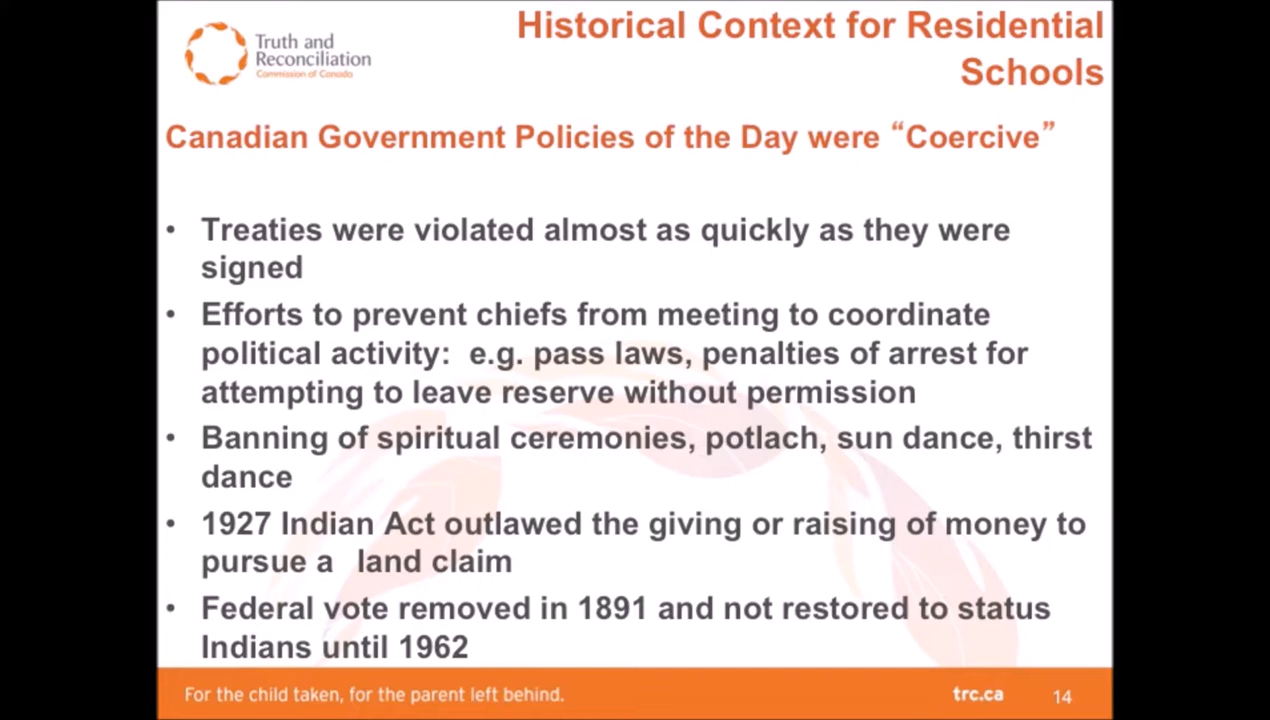 Truth and
Reconciliation
Commission of Canada
Historical Context for Residential
Schools
Canadian Government Policies of the Day were “Coercive”
• Treaties were violated almost as quickly as they were
signed
• Efforts to prevent chiefs from meeting to coordinate
political activity: e.g. pass laws, penalties of arrest for
attempting to leave reserve without permission
• Banning of spiritual ceremonies, potlach, sun dance, thirst
dance
• 1927 Indian Act outlawed the giving or raising of money to
pursue a land claim
• Federal vote removed in 1891 and not restored to status
Indians until 1962
For the child taken, for the parent left behind.
trc.ca
14